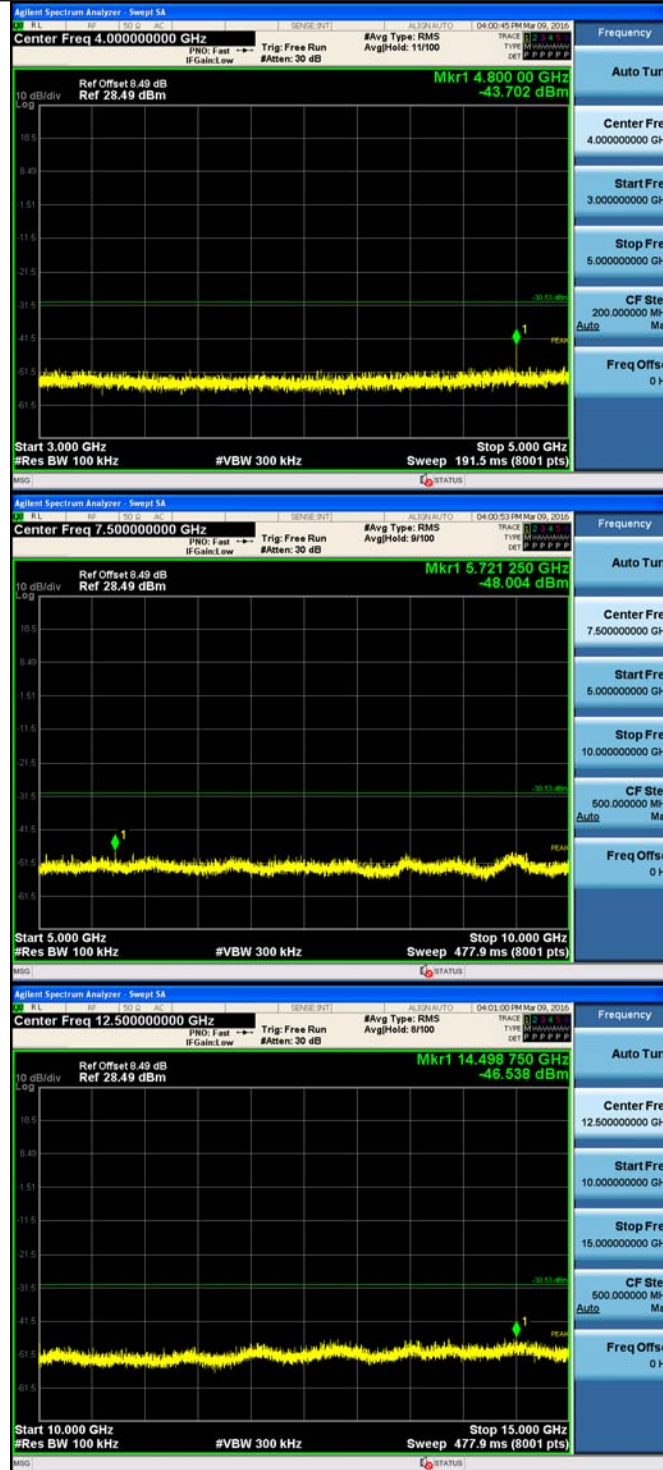 Agilent Spectrum Analyzer - Swept SA
RL RF 50 Ω AC SENSE:INT ALIGN AUTO 04:00:45 PM Mar 09, 2016
Center Freq 4.000000000 GHz
PNO: Fast Trig: Free Run #Avg Type: RMS TRACE 1 2 3 4 5 6
IFGain:Low #Atten: 30 dB Avg|Hold: 11/100 TYPE
DET P P P P P P
Mkr1 4.800 00 GHz
-43.702 dBm
Ref Offset 8.49 dB
10 dB/div Ref 28.49 dBm
Log
18.5
8.49
-1.51
-11.5
-21.5
-31.5
-30.53 dBm
-41.5
1
PEAK
-51.5
-61.5
Start 3.000 GHz Stop 5.000 GHz
#Res BW 100 kHz #VBW 300 kHz Sweep 191.5 ms (8001 pts)
MSG STATUS
Frequency
Auto Tun
Center Fre
4.000000000 GH
Start Fre
3.000000000 GH
Stop Fre
5.000000000 GH
CF Ste
200.000000 MH
Auto Ma
Freq Offse
0 H
Agilent Spectrum Analyzer - Swept SA
RL RF 50 Ω AC SENSE:INT ALIGN AUTO 04:00:53 PM Mar 09, 2016
Center Freq 7.500000000 GHz
PNO: Fast Trig: Free Run #Avg Type: RMS TRACE 1 2 3 4 5 6
IFGain:Low #Atten: 30 dB Avg|Hold: 9/100 TYPE
DET P P P P P P
Mkr1 5.721 250 GHz
-48.004 dBm
Ref Offset 8.49 dB
10 dB/div Ref 28.49 dBm
Log
18.5
8.49
-1.51
-11.5
-21.5
-30.53 dBm
-31.5
-41.5
1
PEAK
-51.5
-61.5
Start 5.000 GHz Stop 10.000 GHz
#Res BW 100 kHz #VBW 300 kHz Sweep 477.9 ms (8001 pts)
MSG STATUS
Frequency
Auto Tun
Center Fre
7.500000000 GH
Start Fre
5.000000000 GH
Stop Fre
10.000000000 GH
CF Ste
500.000000 MH
Auto Ma
Freq Offse
0 H
Agilent Spectrum Analyzer - Swept SA
RL RF 50 Ω AC SENSE:INT ALIGN AUTO 04:01:00 PM Mar 09, 2016
Center Freq 12.500000000 GHz
PNO: Fast Trig: Free Run #Avg Type: RMS TRACE 1 2 3 4 5 6
IFGain:Low #Atten: 30 dB Avg|Hold: 8/100 TYPE
DET P P P P P P
Mkr1 14.498 750 GHz
-46.538 dBm
Ref Offset 8.49 dB
10 dB/div Ref 28.49 dBm
Log
18.5
8.49
-1.51
-11.5
-21.5
-30.53 dBm
-31.5
-41.5
1
PEAK
-51.5
-61.5
Start 10.000 GHz Stop 15.000 GHz
#Res BW 100 kHz #VBW 300 kHz Sweep 477.9 ms (8001 pts)
MSG STATUS
Frequency
Auto Tun
Center Fre
12.500000000 GH
Start Fre
10.000000000 GH
Stop Fre
15.000000000 GH
CF Ste
500.000000 MH
Auto Ma
Freq Offse
0 H